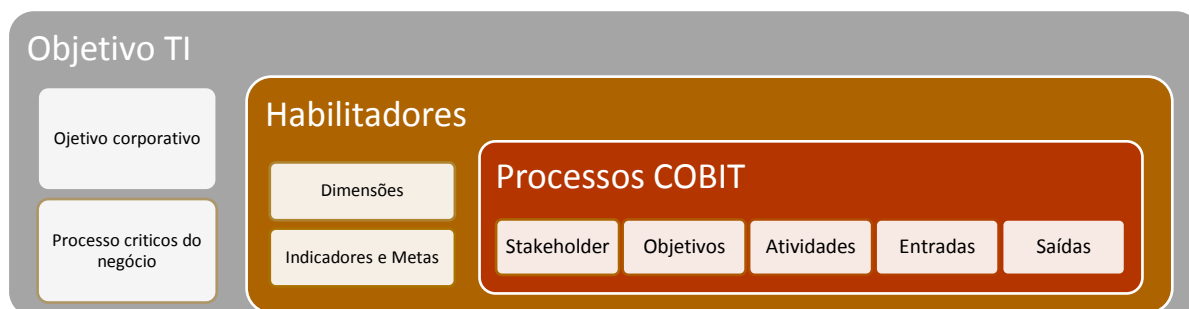 Objetivo TI
Ojetivo corporativo
Processo criticos do
negócio
Habilitadores
Dimensões
Indicadores e Metas
Processos COBIT
Stakeholder
Objetivos
Atividades
Entradas
Saídas